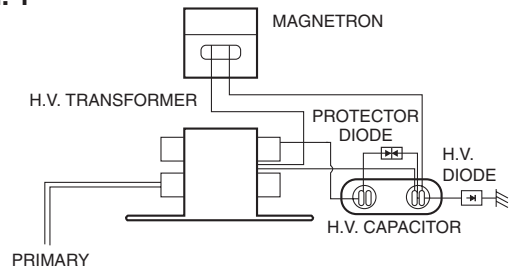 MAGNETRON
H.V. TRANSFORMER
PROTECTOR
DIODE
H.V.
DIODE
H.V. CAPACITOR
PRIMARY